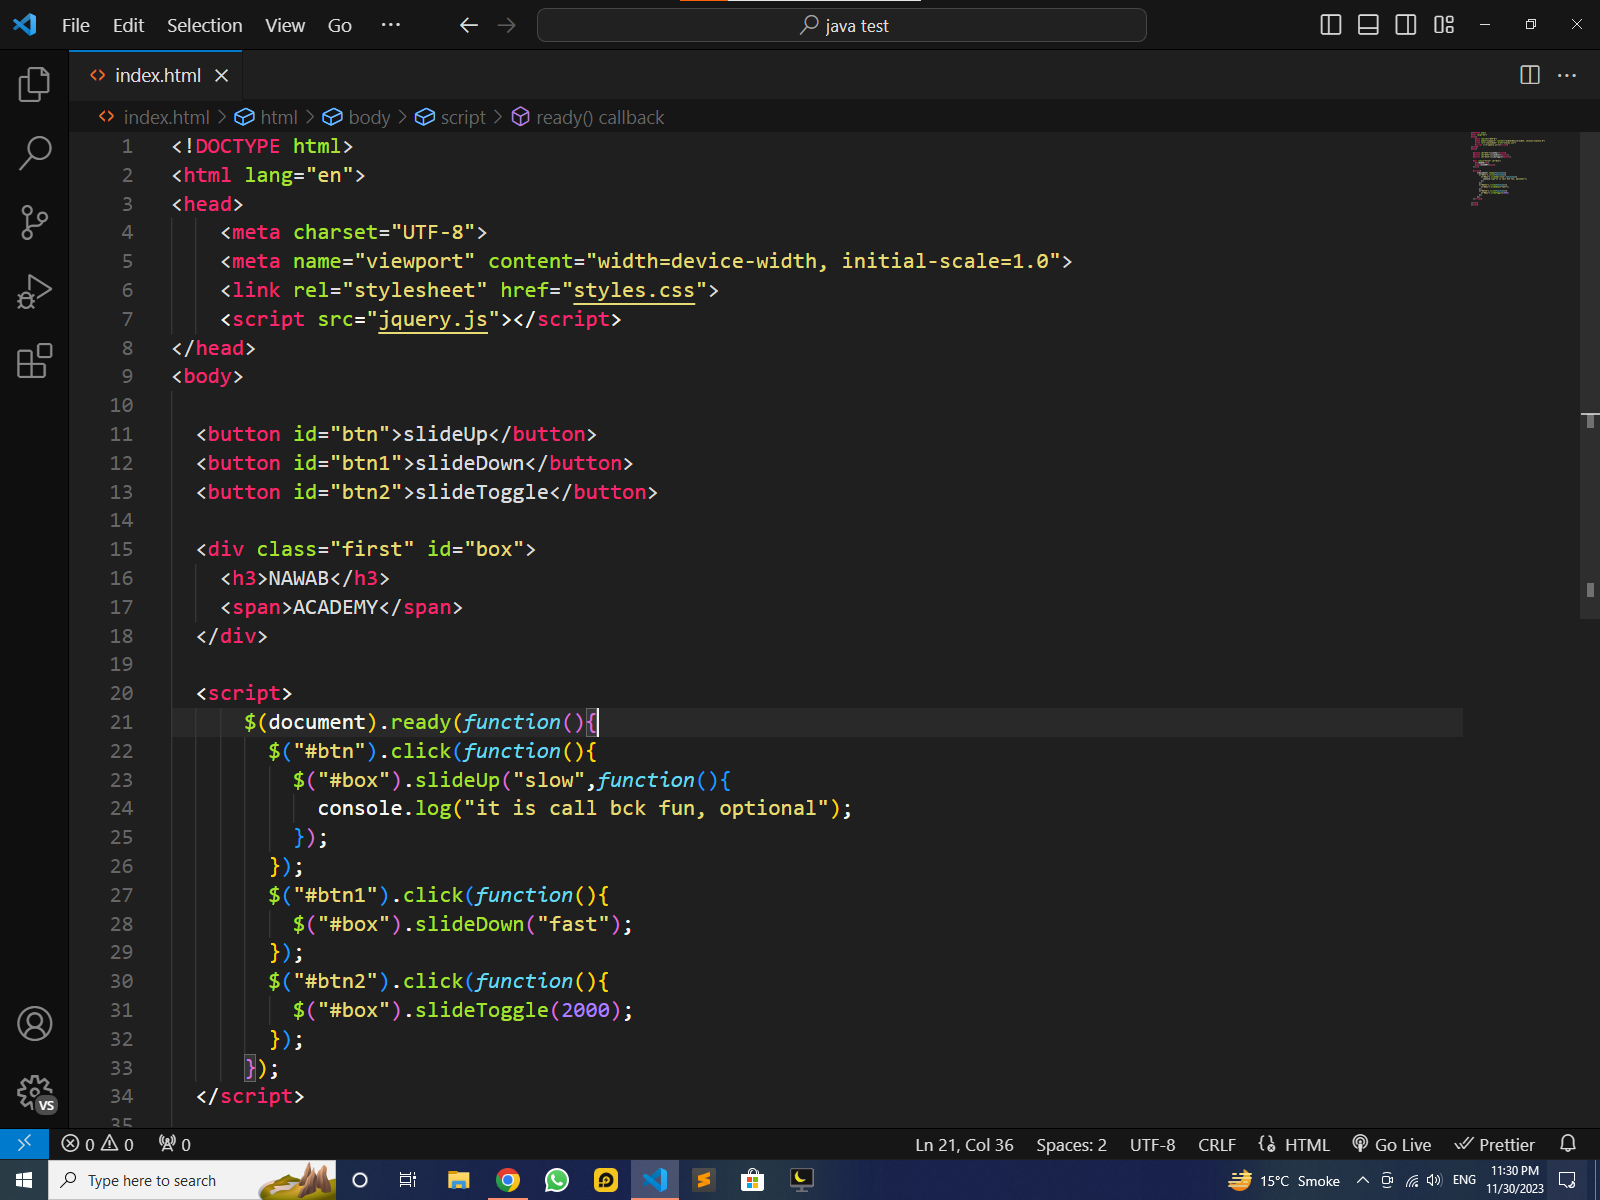 File Edit Selection View Go ···
java test
index.html
index.html > html > body > script > ready() callback
1 <!DOCTYPE html>
2 <html lang="en">
3 <head>
4 <meta charset="UTF-8">
5 <meta name="viewport" content="width=device-width, initial-scale=1.0">
6 <link rel="stylesheet" href="styles.css">
7 <script src="jquery.js"></script>
8 </head>
9 <body>
10
11 <button id="btn">slideUp</button>
12 <button id="btn1">slideDown</button>
13 <button id="btn2">slideToggle</button>
14
15 <div class="first" id="box">
16 <h3>NAWAB</h3>
17 <span>ACADEMY</span>
18 </div>
19
20 <script>
21 $(document).ready(function(){
22 $("#btn").click(function(){
23 $("#box").slideUp("slow",function(){
24 console.log("it is call bck fun, optional");
25 });
26 });
27 $("#btn1").click(function(){
28 $("#box").slideDown("fast");
29 });
30 $("#btn2").click(function(){
31 $("#box").slideToggle(2000);
32 });
33 });
34 </script>
35
VS
0 0 0 Ln 21, Col 36 Spaces: 2 UTF-8 CRLF HTML Go Live Prettier
Type here to search 15°C Smoke ENG 11:30 PM
11/30/2023